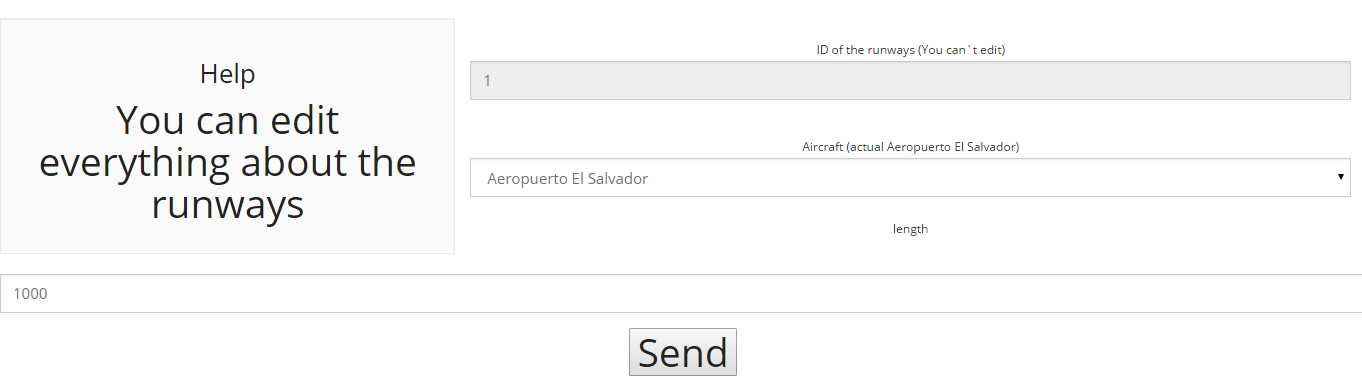 Help
You can edit
everything about the
runways
ID of the runways (You can`t edit)
1
Aircraft (actual Aeropuerto El Salvador)
Aeropuerto El Salvador
length
1000
Send